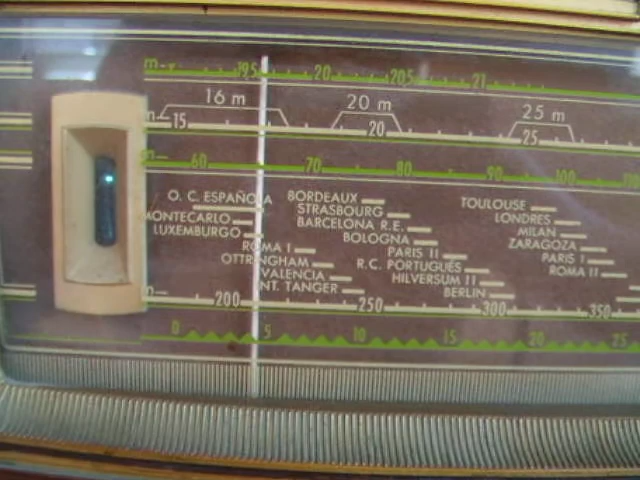 m 195 20 205 21
16 m 20 m 25 m
m 15 20 25
m 60 70 80 90 100
O. C. ESPAÑOLA BORDEAUX TOULOUSE
STRASBOURG LONDRES
MONTECARLO BARCELONA R.E. MILAN
LUXEMBURGO BOLOGNA ZARAGOZA
ROMA I PARIS II PARIS I
OTTRINGHAM R.C. PORTUGUÉS ROMA II
VALENCIA HILVERSUM II
NT. TANGER BERLIN
m 200 250 300 350
0 5 10 15 20 25